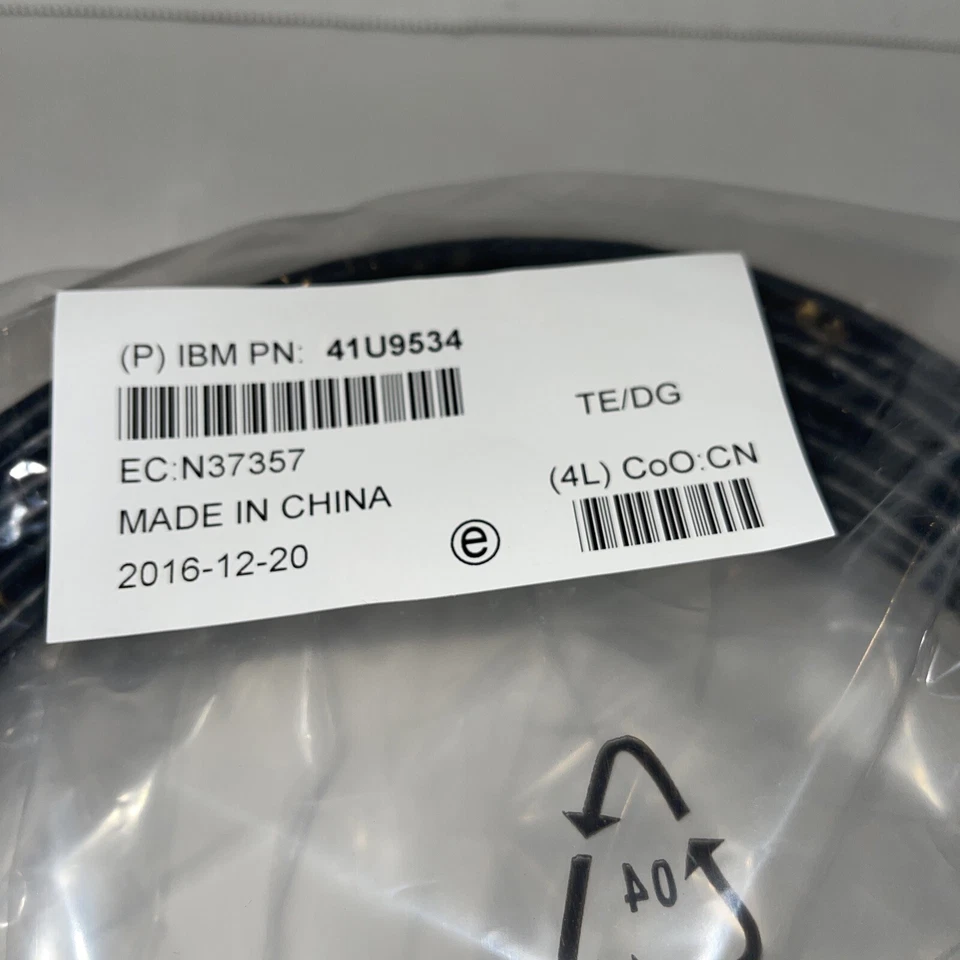 (P) IBM PN: 41U9534
TE/DG
EC:N37357
(4L) CoO:CN
MADE IN CHINA
2016-12-20
e
04